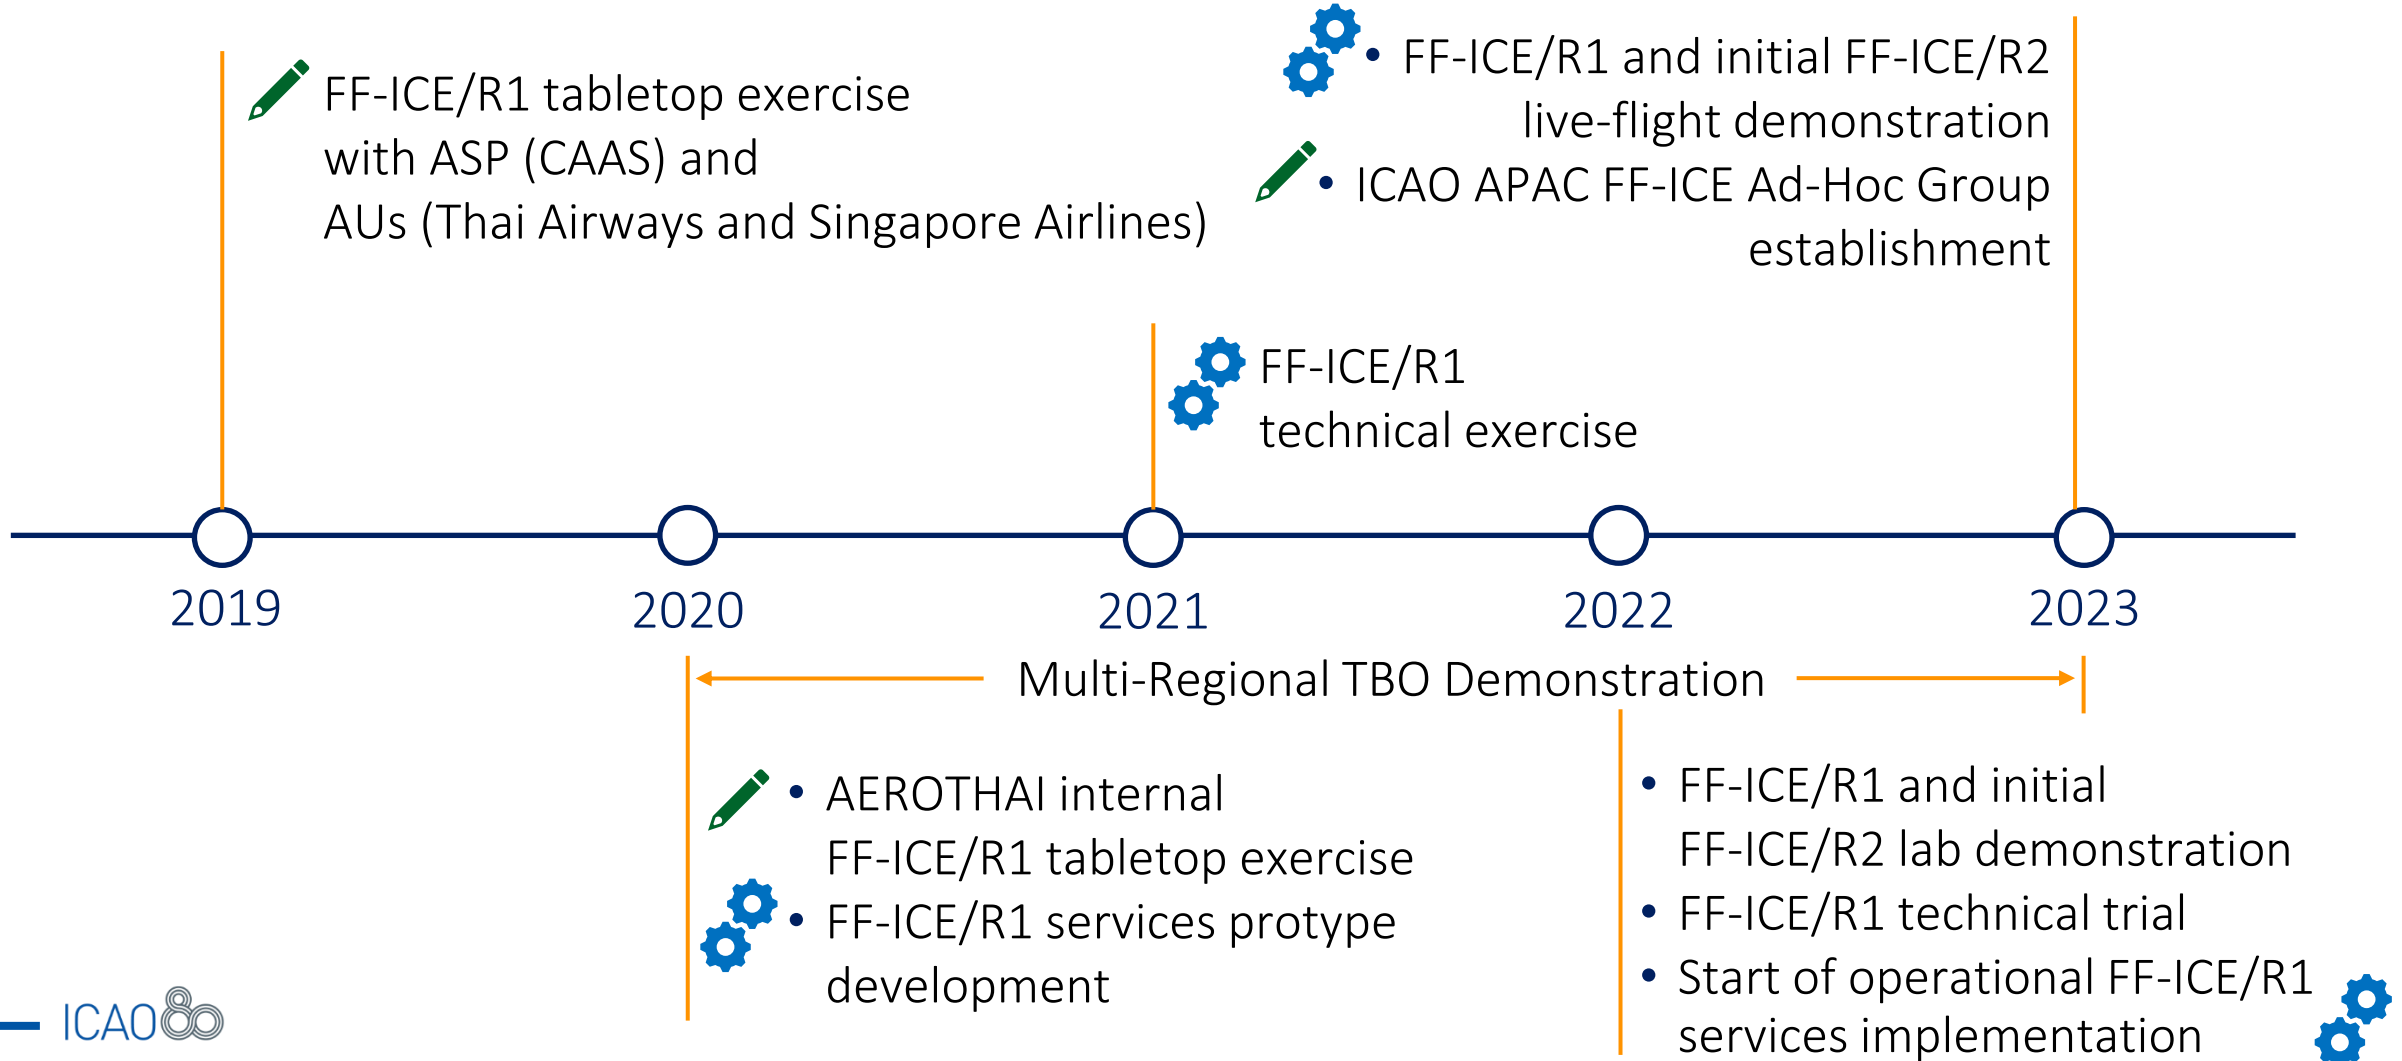 FF-ICE/R1 tabletop exercise
with ASP (CAAS) and
AUs (Thai Airways and Singapore Airlines)
• FF-ICE/R1 and initial FF-ICE/R2
live-flight demonstration
• ICAO APAC FF-ICE Ad-Hoc Group
establishment
FF-ICE/R1
technical exercise
2019
2020
2021
2022
2023
Multi-Regional TBO Demonstration
• AEROTHAI internal
FF-ICE/R1 tabletop exercise
• FF-ICE/R1 services protype
development
• FF-ICE/R1 and initial
FF-ICE/R2 lab demonstration
• FF-ICE/R1 technical trial
• Start of operational FF-ICE/R1
services implementation
ICAO 80